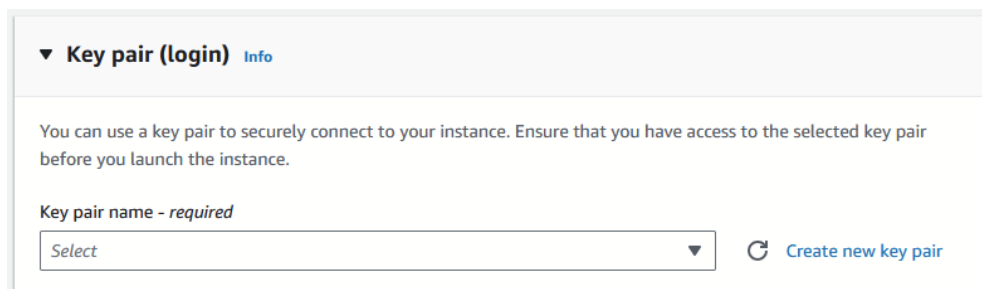 Key pair (login) Info
You can use a key pair to securely connect to your instance. Ensure that you have access to the selected key pair
before you launch the instance.
Key pair name - required
Select
Create new key pair